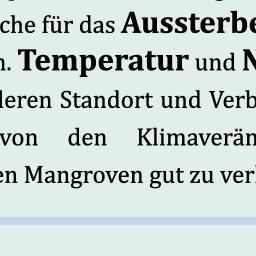 che für das Aussterbe
n. Temperatur und N
deren Standort und Verb
von den Klimaverän
en Mangroven gut zu ver